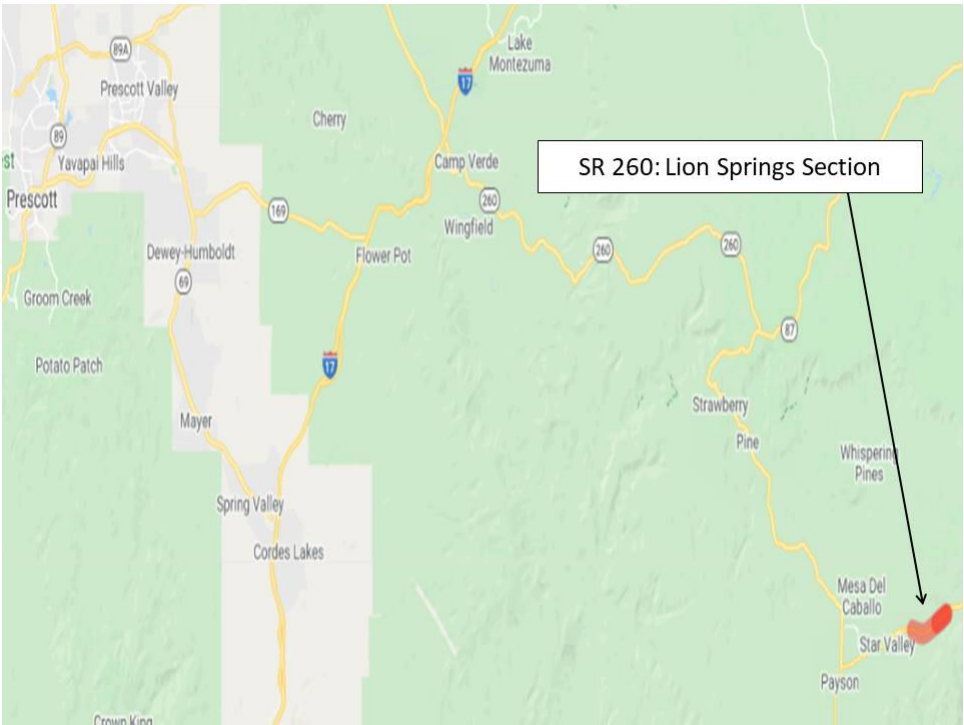 89A
Lake
Montezuma
17
Prescott Valley
Cherry
89
st
Yavapai Hills
Camp Verde
SR 260: Lion Springs Section
Prescott
169
260
Wingfield
Dewey-Humboldt
Flower Pot
260
260
69
Groom Creek
87
17
Potato Patch
Strawberry
Mayer
Pine
Whispering
Pines
Spring Valley
Cordes Lakes
Mesa Del
Caballo
Star Valley
Payson
Crown King